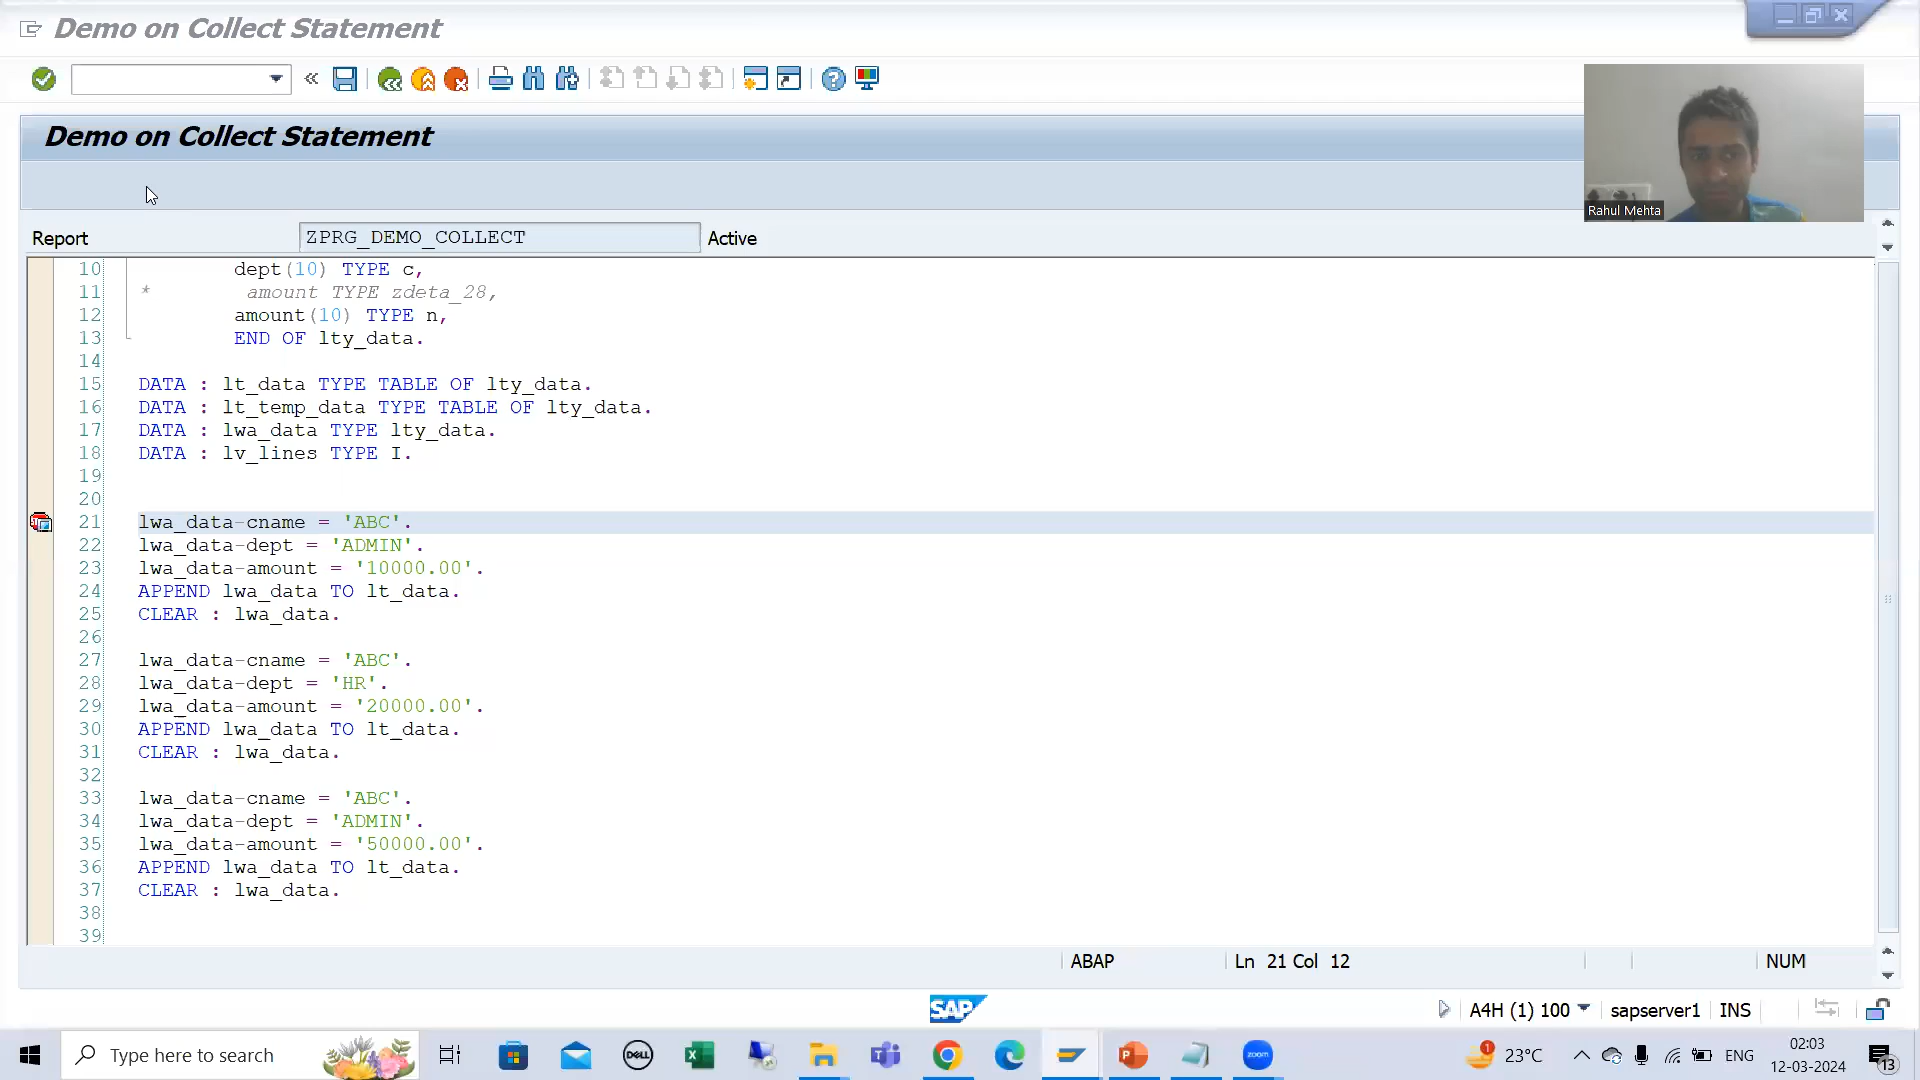 Demo on Collect Statement
Demo on Collect Statement
Rahul Mehta
Report ZPRG_DEMO_COLLECT Active
10 dept(10) TYPE c,
11 * amount TYPE zdeta_28,
12 amount(10) TYPE n,
13 END OF lty_data.
14
15 DATA : lt_data TYPE TABLE OF lty_data.
16 DATA : lt_temp_data TYPE TABLE OF lty_data.
17 DATA : lwa_data TYPE lty_data.
18 DATA : lv_lines TYPE I.
19
20
21 lwa_data-cname = 'ABC'.
22 lwa_data-dept = 'ADMIN'.
23 lwa_data-amount = '10000.00'.
24 APPEND lwa_data TO lt_data.
25 CLEAR : lwa_data.
26
27 lwa_data-cname = 'ABC'.
28 lwa_data-dept = 'HR'.
29 lwa_data-amount = '20000.00'.
30 APPEND lwa_data TO lt_data.
31 CLEAR : lwa_data.
32
33 lwa_data-cname = 'ABC'.
34 lwa_data-dept = 'ADMIN'.
35 lwa_data-amount = '50000.00'.
36 APPEND lwa_data TO lt_data.
37 CLEAR : lwa_data.
38
39
ABAP Ln 21 Col 12 NUM
SAP A4H (1) 100 sapserver1 INS
Type here to search DELL zoom 1 23°C ENG 02:03
12-03-2024 13